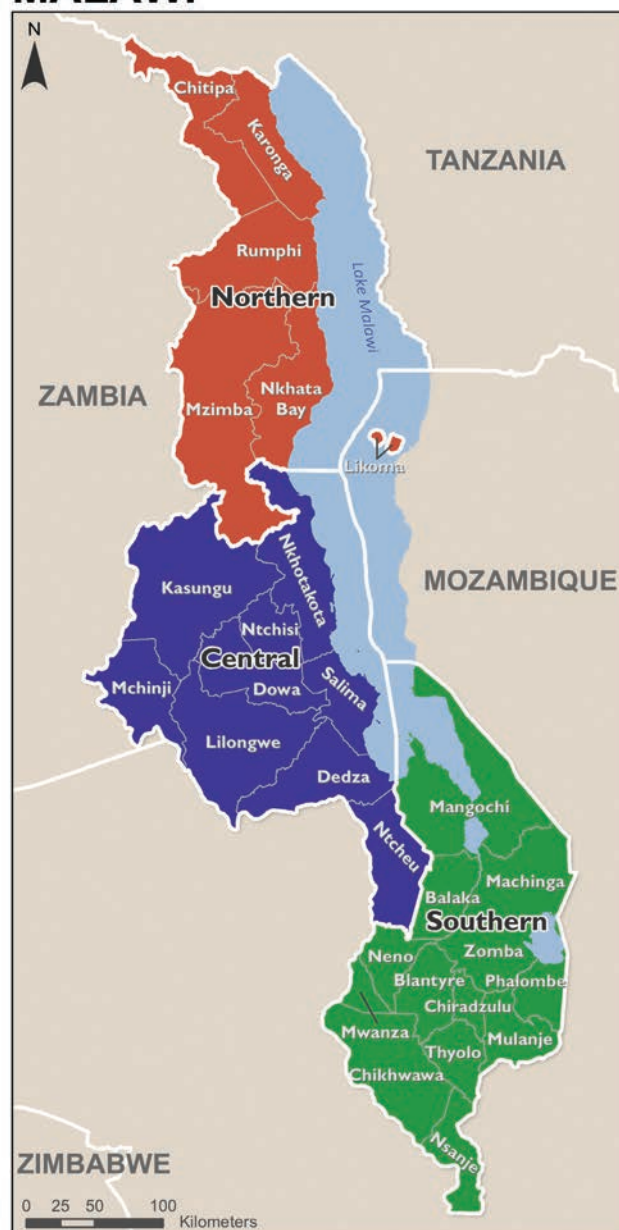 MALAWI
N
Chitipa
Karonga
TANZANIA
Rumphi
Northern
Lake Malawi
ZAMBIA
Nkhata
Bay
Mzimba
Likoma
MOZAMBIQUE
Nkhotakota
Kasungu
Ntchisi
Central
Mchinji
Dowa
Salima
Lilongwe
Dedza
Mangochi
Ntcheu
Machinga
Balaka
Southern
Zomba
Neno
Blantyre
Phalombe
Chiradzulu
Mwanza
Mulanje
Thyolo
Chikhwawa
Nsanje
ZIMBABWE
0 25 50 100
Kilometers